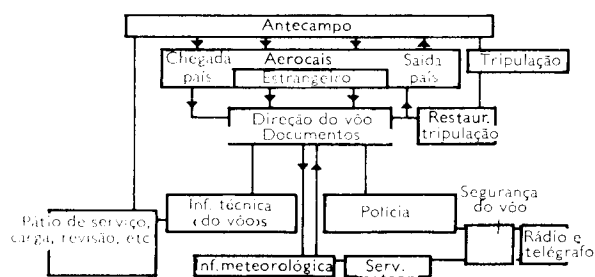 Antecampo
Chegada
país
Aerocais
Estrangeiro
Saída
país
Tripulação
Direção do vôo
Documentos
Restaur.
tripulação
Pátio de serviço,
carga, revisão, etc
Inf. técnica
(do vôo)s
Polícia
Segurança
do vôo
Rádio e
telégrafo
Inf.meteorológica
Serv.